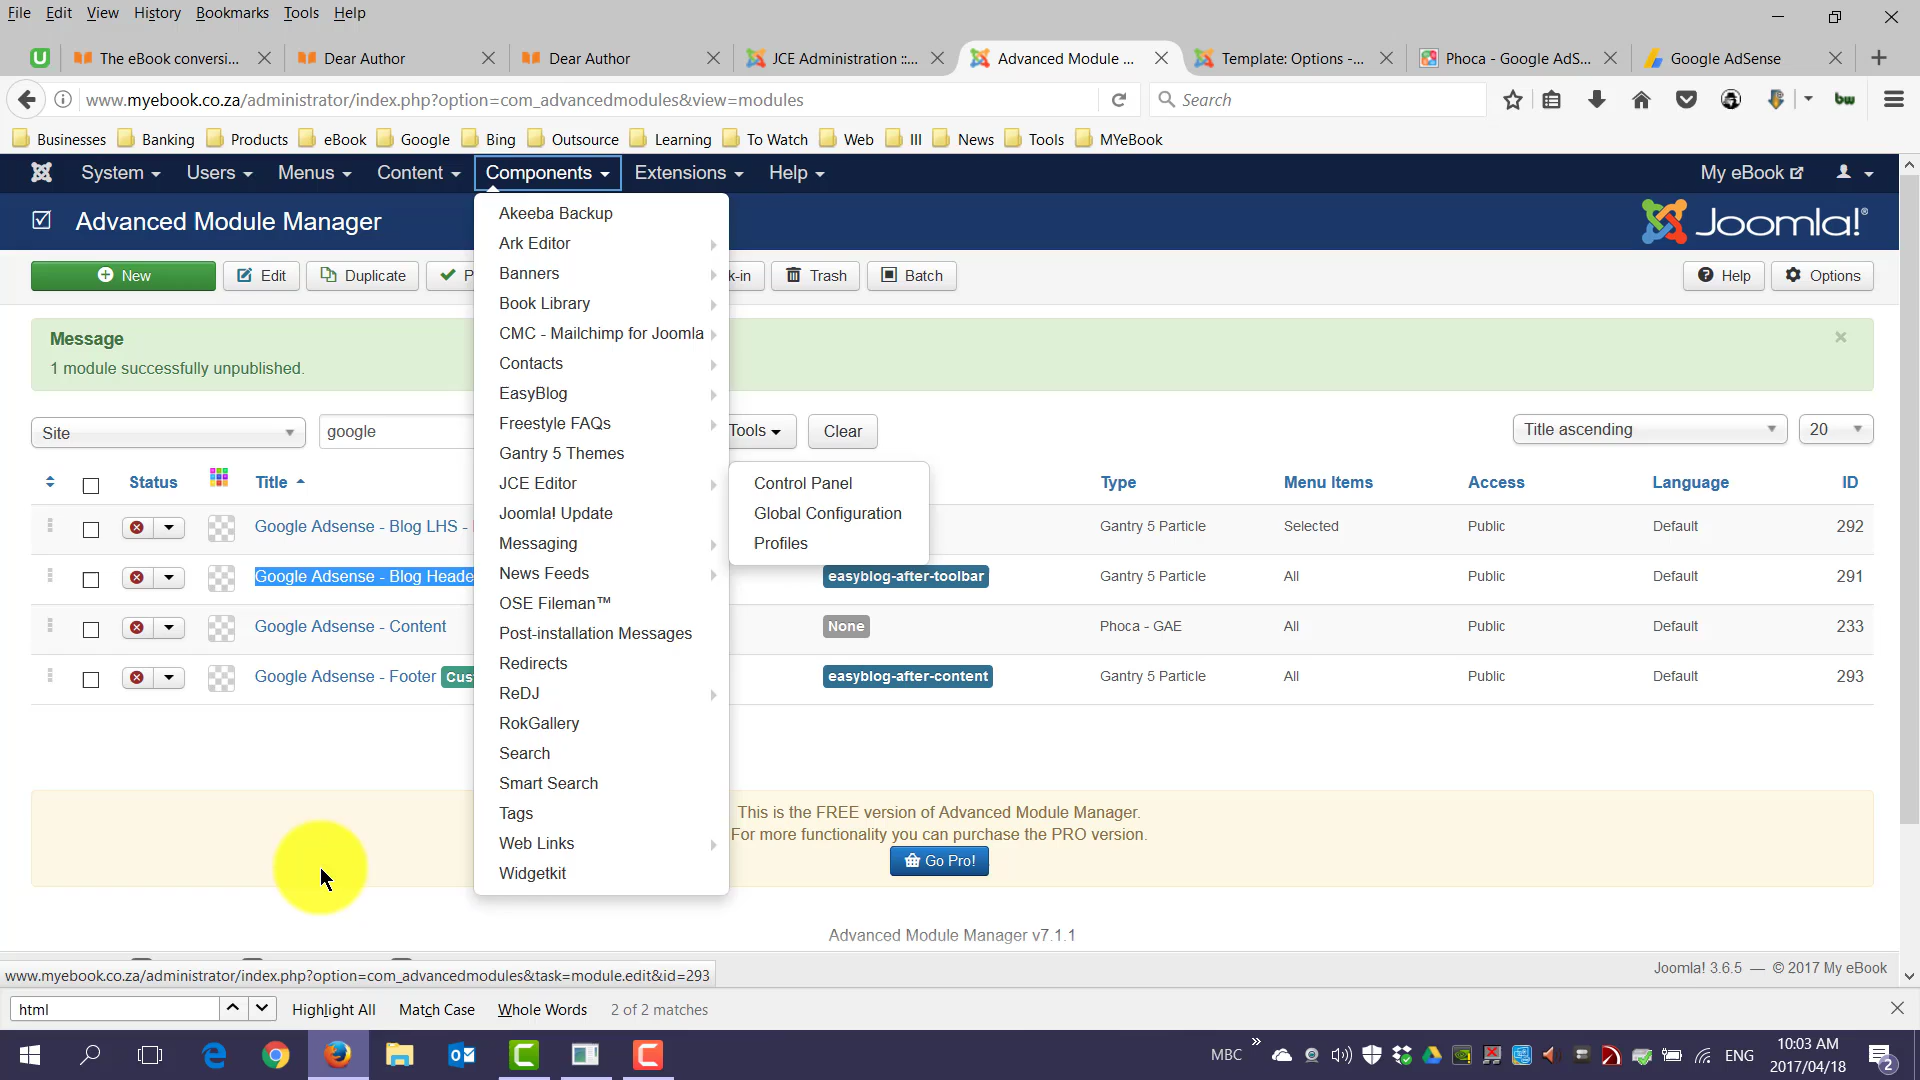 File Edit View History Bookmarks Tools Help
The eBook conversi...
Dear Author
Dear Author
JCE Administration ::...
Advanced Module ...
Template: Options -...
Phoca - Google AdS...
Google AdSense
www.myebook.co.za/administrator/index.php?option=com_advancedmodules&view=modules
Search
bw
Businesses Banking Products eBook Google Bing Outsource Learning To Watch Web III News Tools MYeBook
System Users Menus Content Components Extensions Help My eBook
Advanced Module Manager
Joomla!®
New Edit Duplicate P k-in Trash Batch Help Options
Message
1 module successfully unpublished.
Site google Tools Clear Title ascending 20
Status Title Type Menu Items Access Language ID
Google Adsense - Blog LHS - Gantry 5 Particle Selected Public Default 292
Google Adsense - Blog Heade easyblog-after-toolbar Gantry 5 Particle All Public Default 291
Google Adsense - Content None Phoca - GAE All Public Default 233
Google Adsense - Footer Cus easyblog-after-content Gantry 5 Particle All Public Default 293
Akeeba Backup
Ark Editor
Banners
Book Library
CMC - Mailchimp for Joomla
Contacts
EasyBlog
Freestyle FAQs
Gantry 5 Themes
JCE Editor
Joomla! Update
Messaging
News Feeds
OSE Fileman™
Post-installation Messages
Redirects
ReDJ
RokGallery
Search
Smart Search
Tags
Web Links
Widgetkit
Control Panel
Global Configuration
Profiles
This is the FREE version of Advanced Module Manager.
For more functionality you can purchase the PRO version.
Go Pro!
Advanced Module Manager v7.1.1
www.myebook.co.za/administrator/index.php?option=com_advancedmodules&task=module.edit&id=293
Joomla! 3.6.5 — © 2017 My eBook
html Highlight All Match Case Whole Words 2 of 2 matches
MBC ENG
10:03 AM
2017/04/18
2